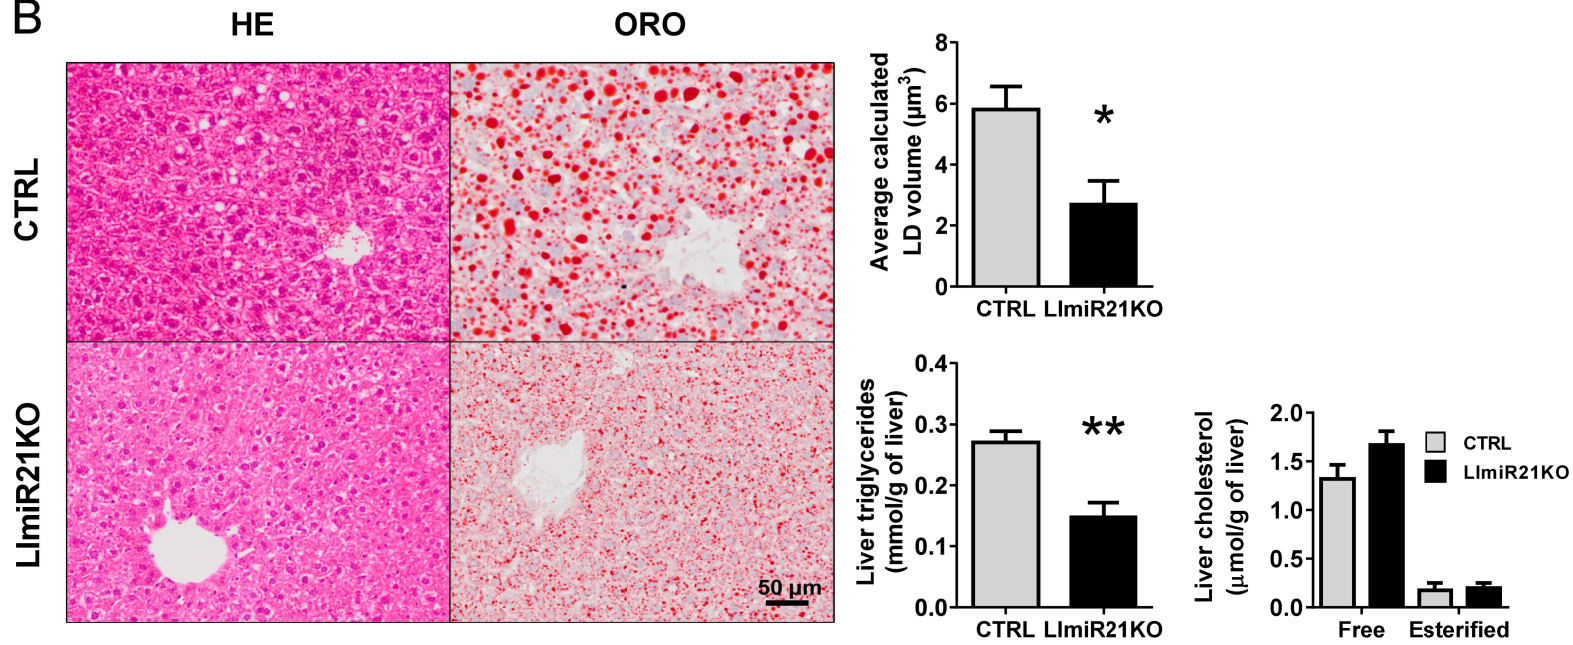 B
HE
ORO
CTRL
LImiR21KO
50 µm
Average calculated
LD volume (µm³)
8
6
4
2
0
*
CTRL LImiR21KO
Liver triglycerides
(mmol/g of liver)
0.4
0.3
0.2
0.1
0.0
**
CTRL LImiR21KO
Liver cholesterol
(µmol/g of liver)
2.0
1.5
1.0
0.5
0.0
CTRL
LImiR21KO
Free Esterified